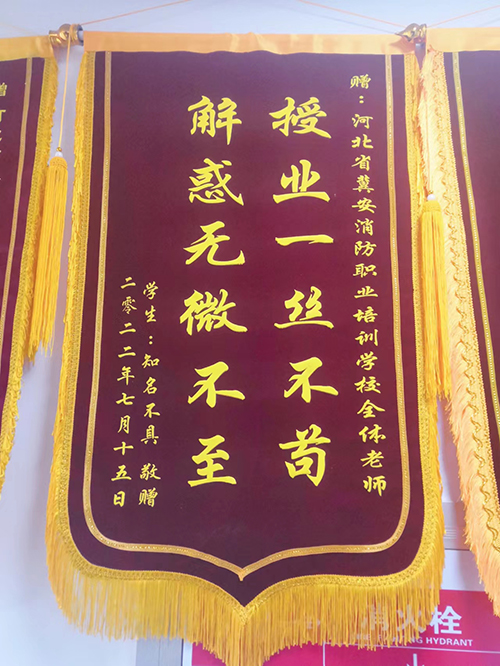 赠：河北省冀安消防职业培训学校全体老师
授业一丝不苟
解惑无微不至
学生：知名不具 敬赠
二零二二年七月十五日
消火栓
HYDRANT